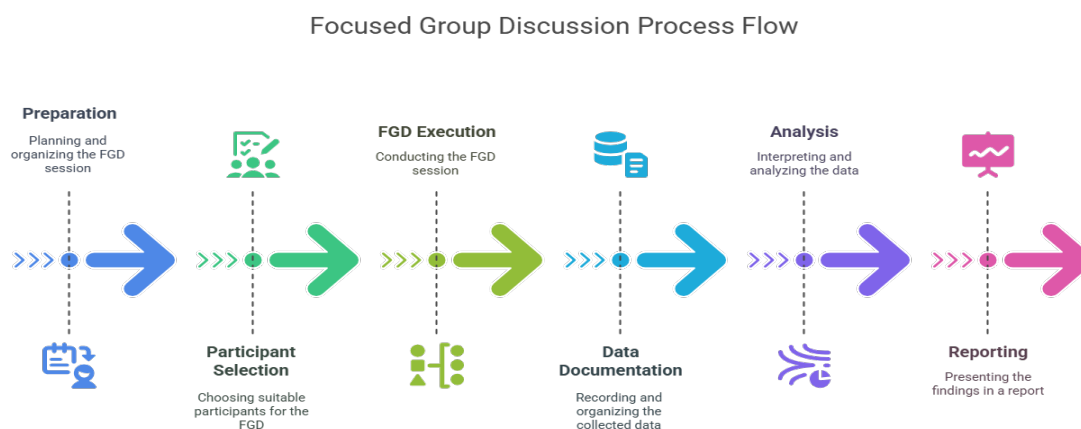 Focused Group Discussion Process Flow
Preparation
Planning and
organizing the FGD
session
Participant
Selection
Choosing suitable
participants for the
FGD
FGD Execution
Conducting the FGD
session
Data
Documentation
Recording and
organizing the
collected data
Analysis
Interpreting and
analyzing the data
Reporting
Presenting the
findings in a report